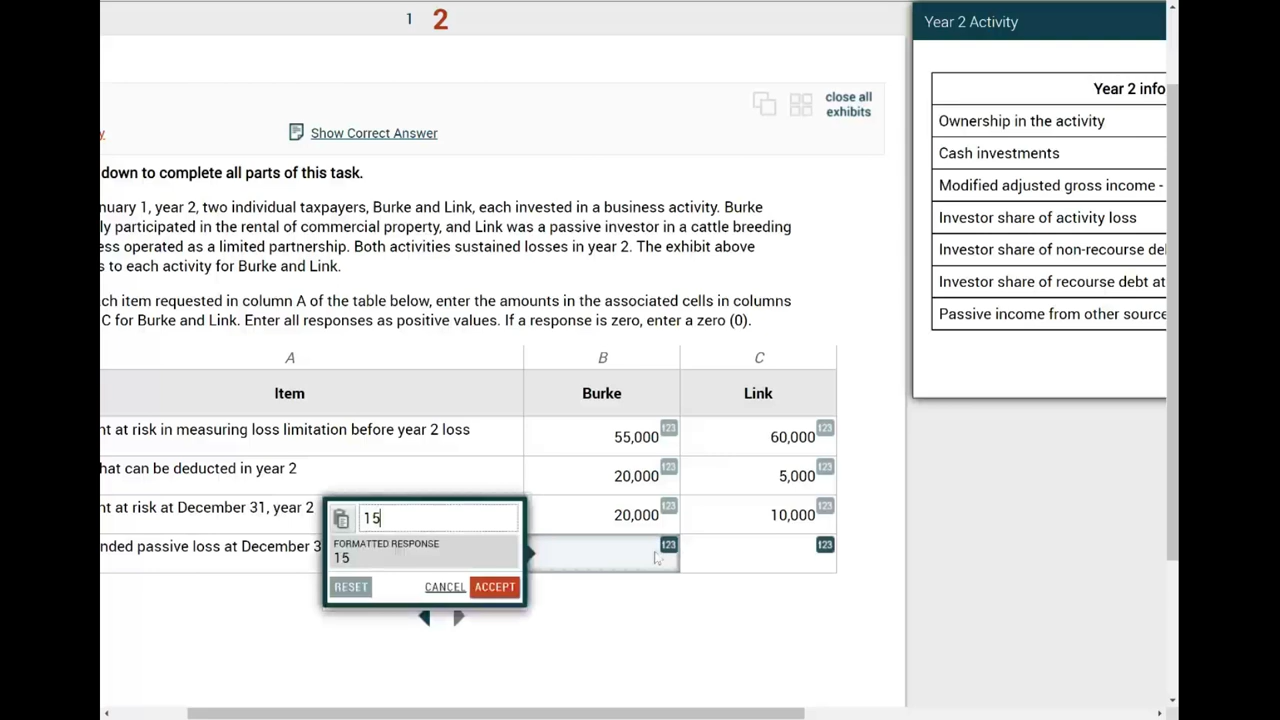 1 2
Year 2 Activity
close all
exhibits
Show Correct Answer
Year 2 info
Ownership in the activity
Cash investments
Modified adjusted gross income -
Investor share of activity loss
Investor share of non-recourse de
Investor share of recourse debt at
Passive income from other source
down to complete all parts of this task.
nuary 1, year 2, two individual taxpayers, Burke and Link, each invested in a business activity. Burke
ly participated in the rental of commercial property, and Link was a passive investor in a cattle breeding
ess operated as a limited partnership. Both activities sustained losses in year 2. The exhibit above
s to each activity for Burke and Link.
ch item requested in column A of the table below, enter the amounts in the associated cells in columns
C for Burke and Link. Enter all responses as positive values. If a response is zero, enter a zero (0).
A B C
Item Burke Link
nt at risk in measuring loss limitation before year 2 loss 55,000 123 60,000 123
hat can be deducted in year 2 20,000 123 5,000 123
nt at risk at December 31, year 2 20,000 123 10,000 123
nded passive loss at December 3 123 123
15
FORMATTED RESPONSE
15
RESET CANCEL ACCEPT